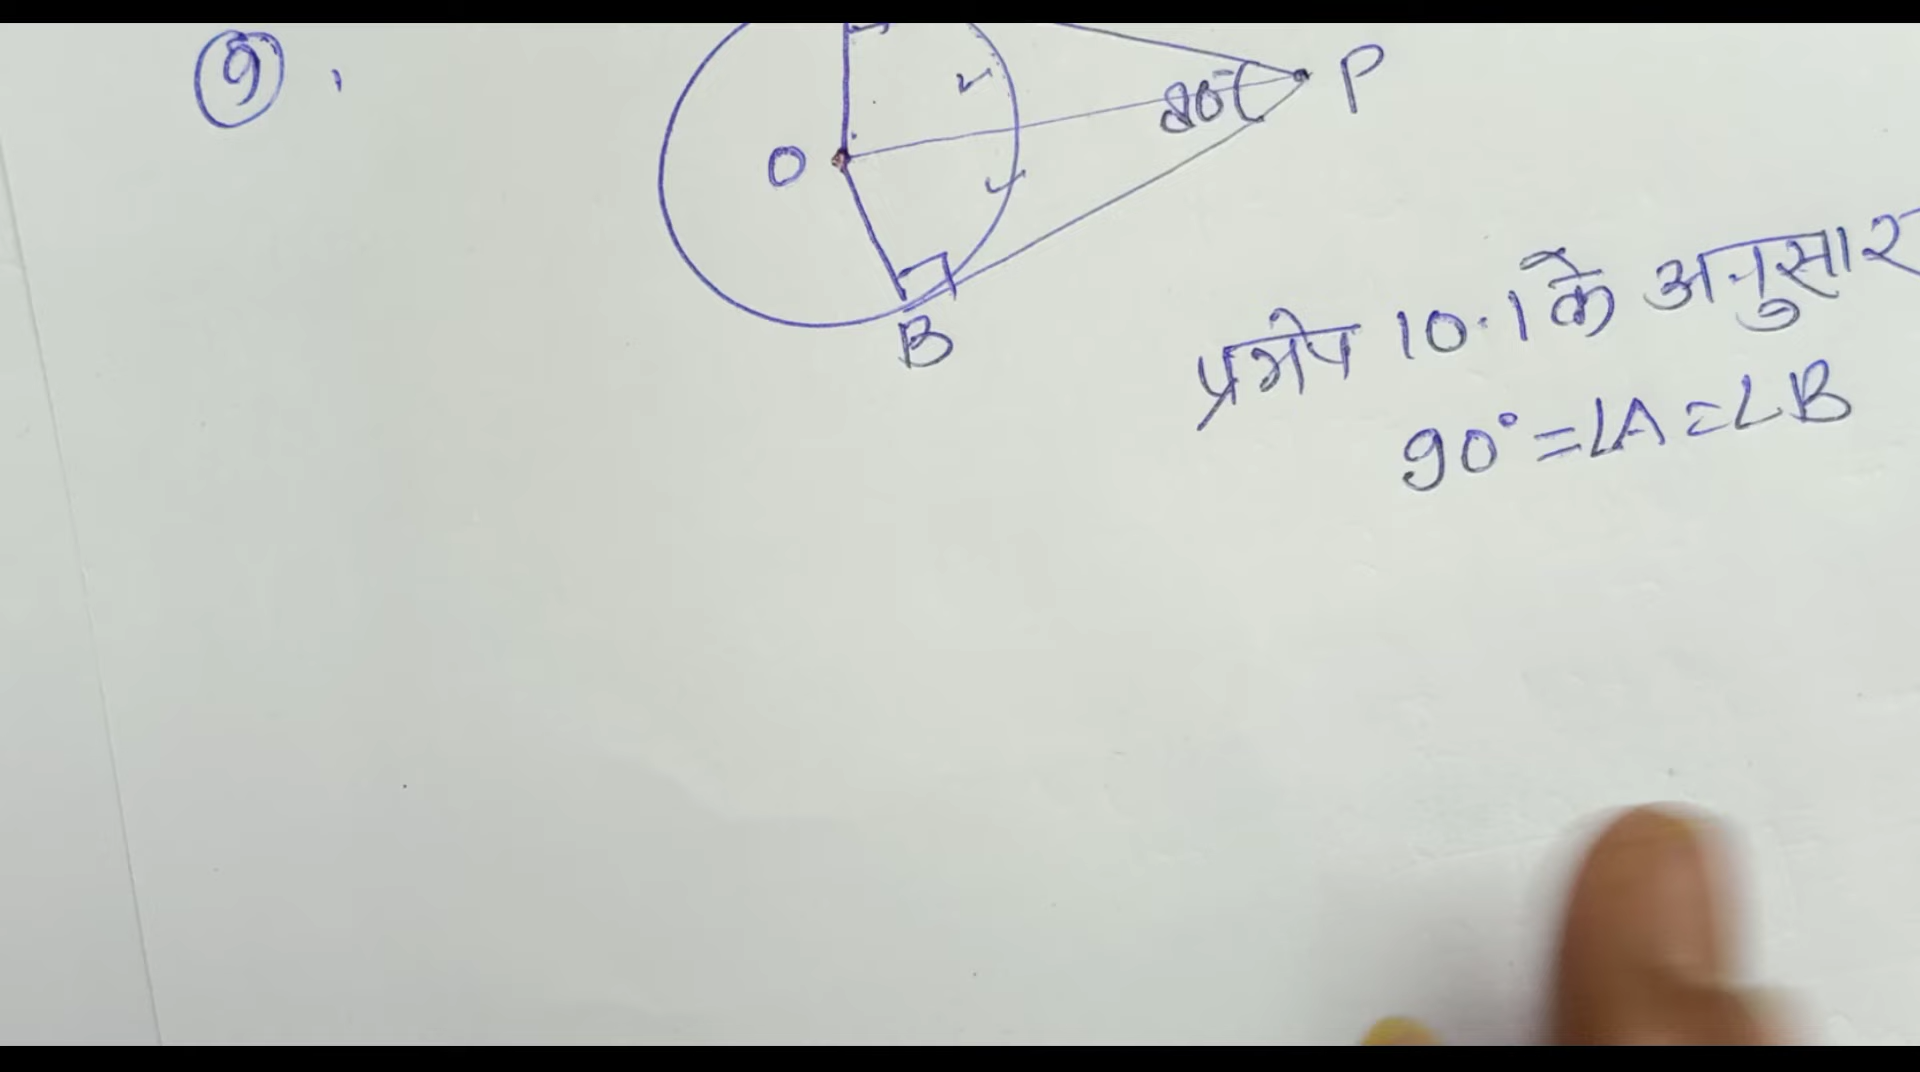 9
O
80°
P
B
प्रमेय 10.1 के अनुसार
90° = ∠A = ∠B